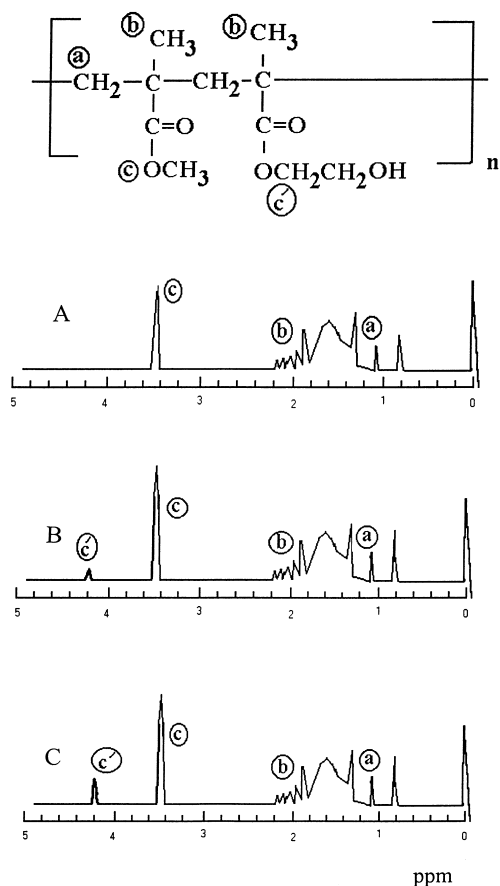 b CH3 b CH3
a
CH2 C CH2 C
C=O C=O
c OCH3 OCH2CH2OH n
c′
A c b a
5 4 3 2 1 0
B c′ c b a
5 4 3 2 1 0
C c′ c b a
5 4 3 2 1 0
ppm